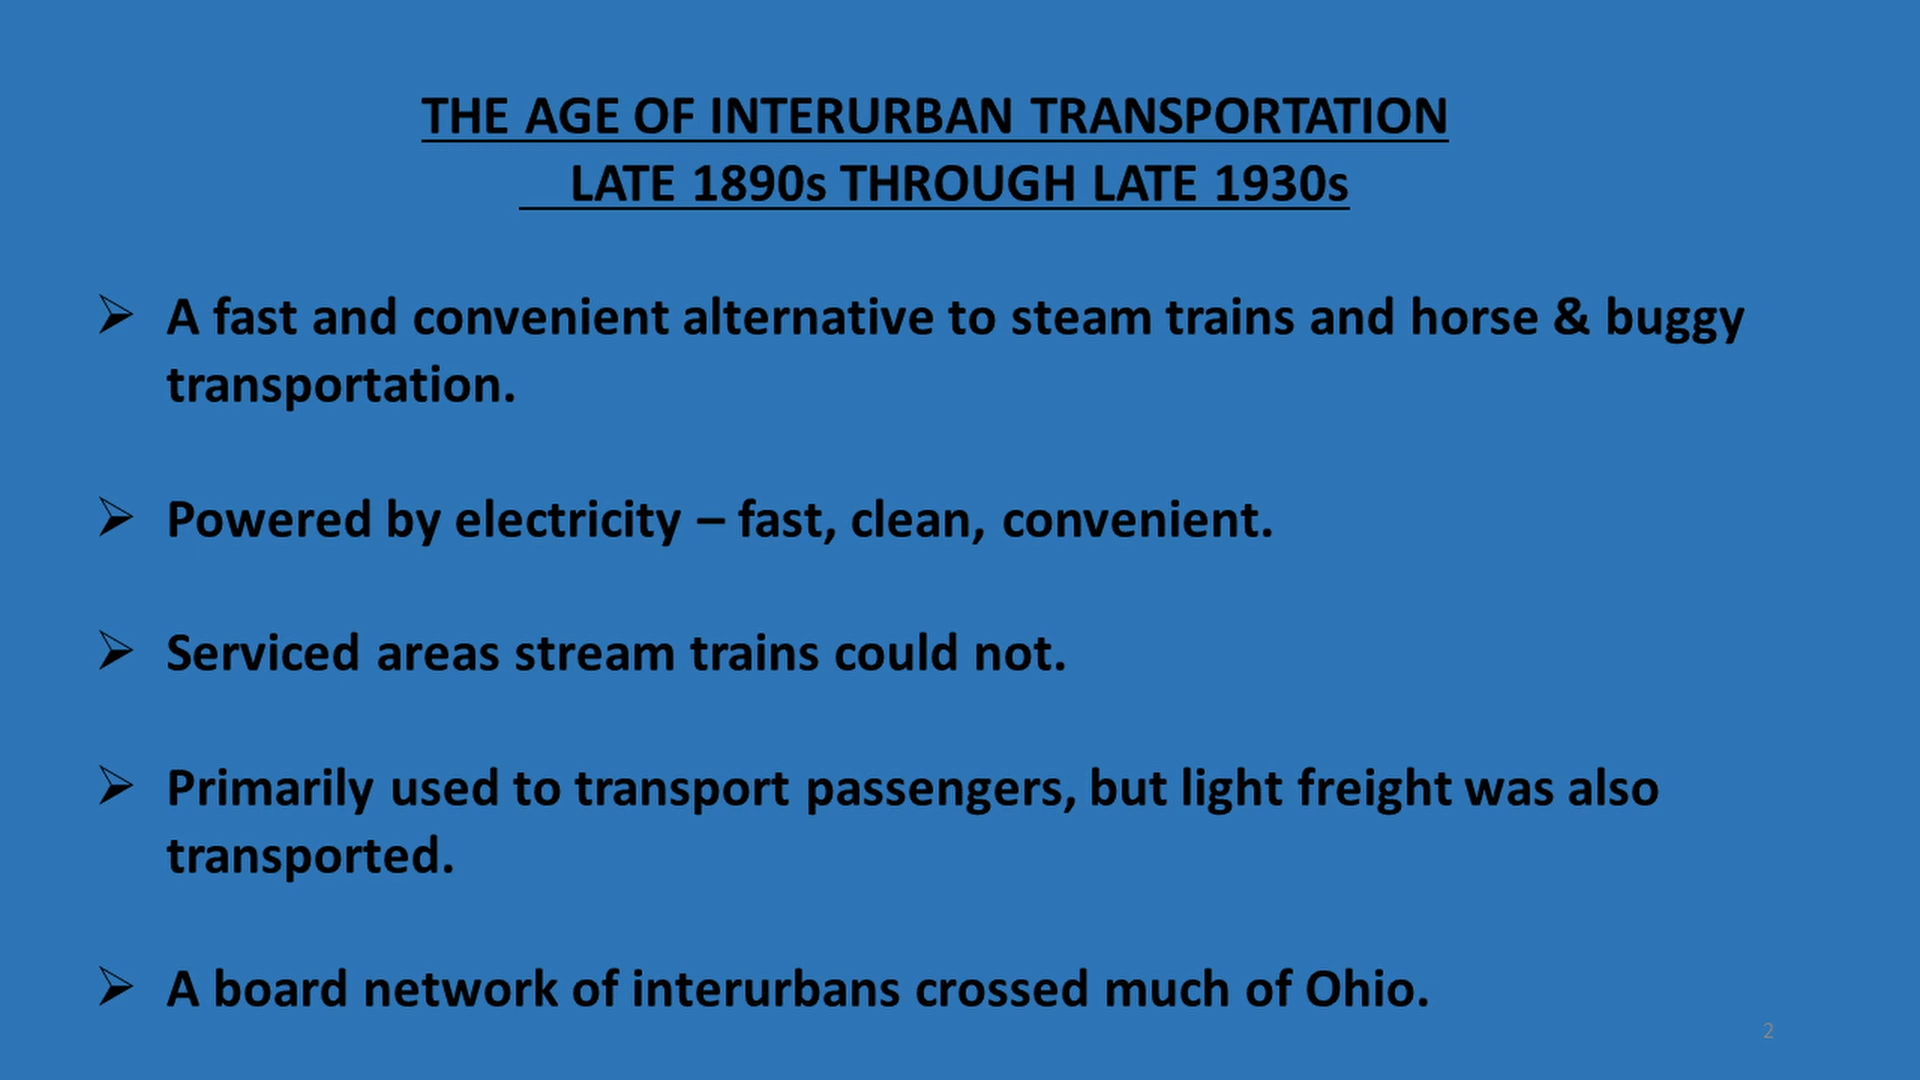 THE AGE OF INTERURBAN TRANSPORTATION
LATE 1890s THROUGH LATE 1930s
➢ A fast and convenient alternative to steam trains and horse & buggy
transportation.
➢ Powered by electricity – fast, clean, convenient.
➢ Serviced areas stream trains could not.
➢ Primarily used to transport passengers, but light freight was also
transported.
➢ A board network of interurbans crossed much of Ohio.
2